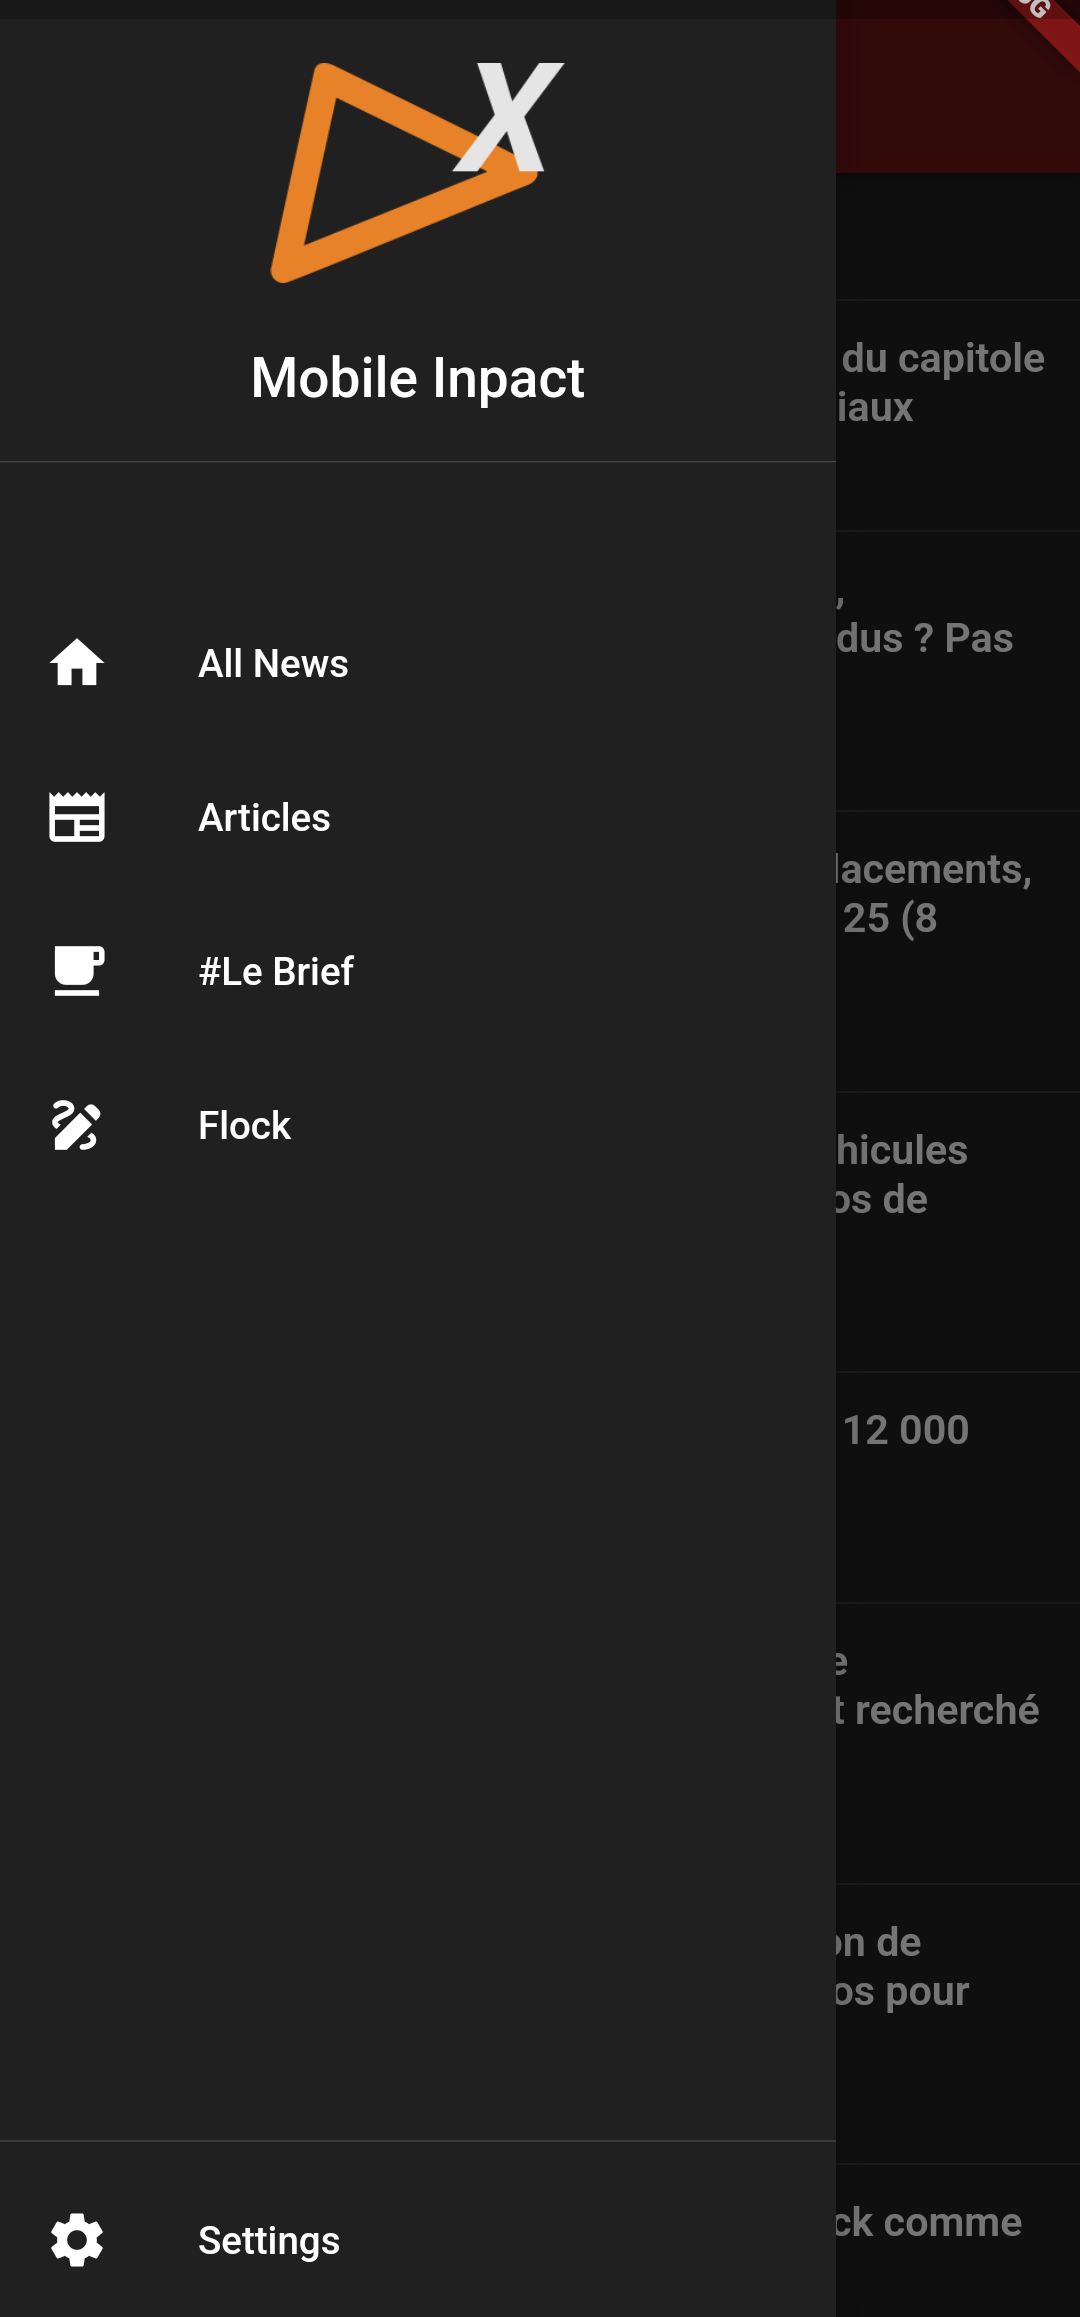 X
Mobile Inpact
All News
Articles
#Le Brief
Flock
Settings
du capitole
iaux
,
dus ? Pas
lacements,
25 (8
hicules
os de
12 000
e
t recherché
on de
os pour
ck comme